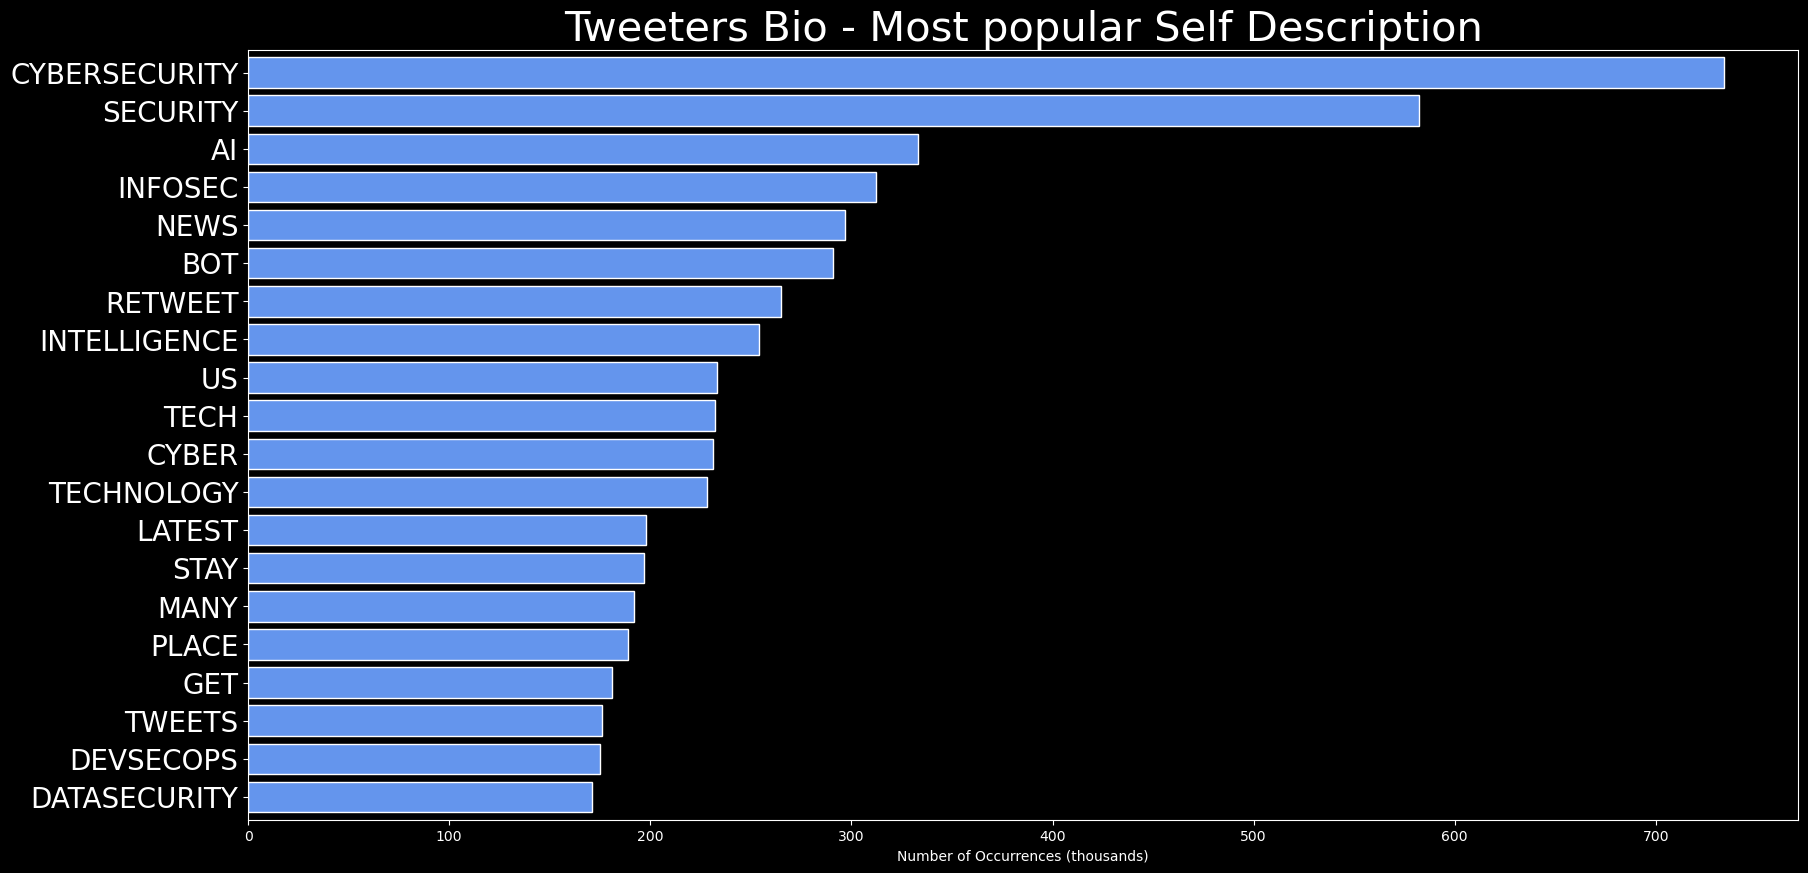 Tweeters Bio - Most popular Self Description
CYBERSECURITY
SECURITY
AI
INFOSEC
NEWS
BOT
RETWEET
INTELLIGENCE
US
TECH
CYBER
TECHNOLOGY
LATEST
STAY
MANY
PLACE
GET
TWEETS
DEVSECOPS
DATASECURITY
0 100 200 300 400 500 600 700
Number of Occurrences (thousands)